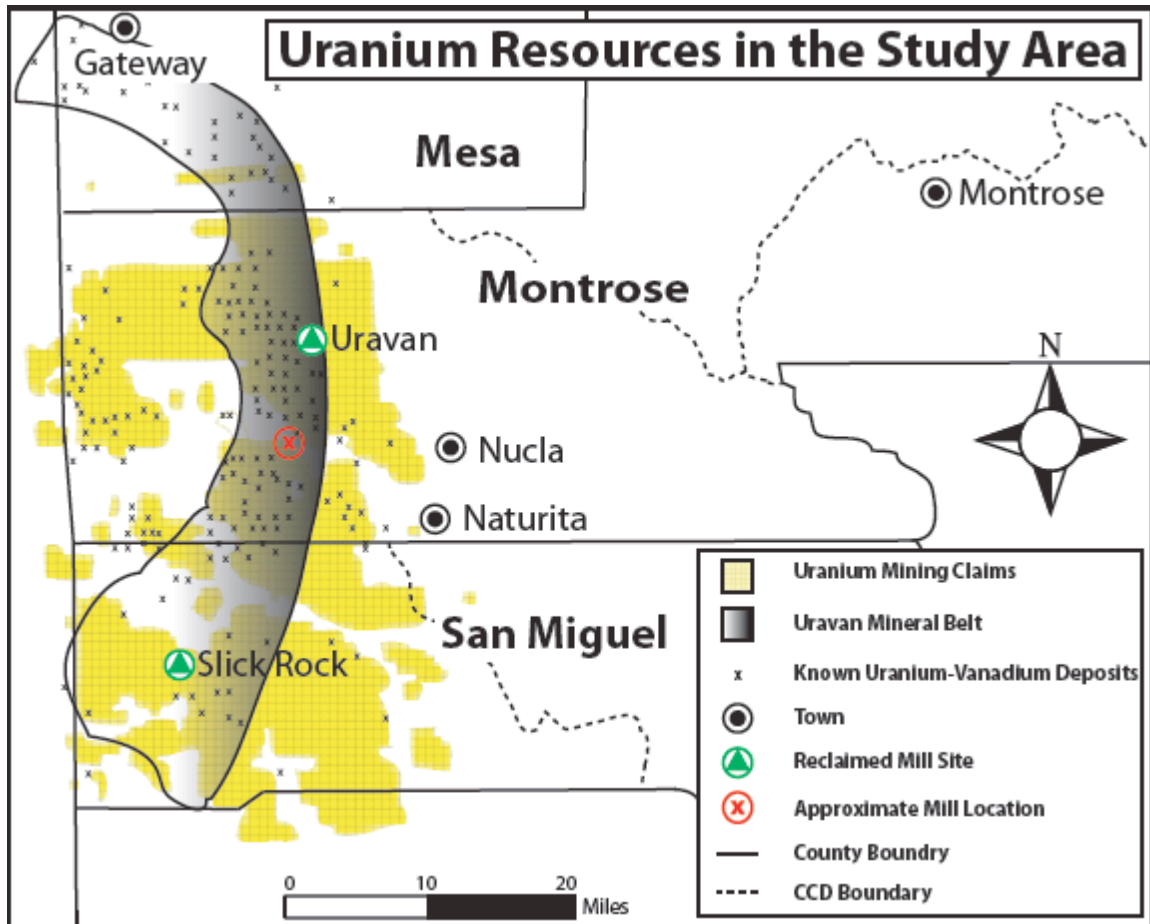 Uranium Resources in the Study Area
Gateway
Mesa
Montrose
Montrose
Uravan
Nucla
Naturita
San Miguel
Slick Rock
N
Uranium Mining Claims
Uravan Mineral Belt
x Known Uranium-Vanadium Deposits
Town
Reclaimed Mill Site
x Approximate Mill Location
County Boundry
CCD Boundary
0 10 20
Miles